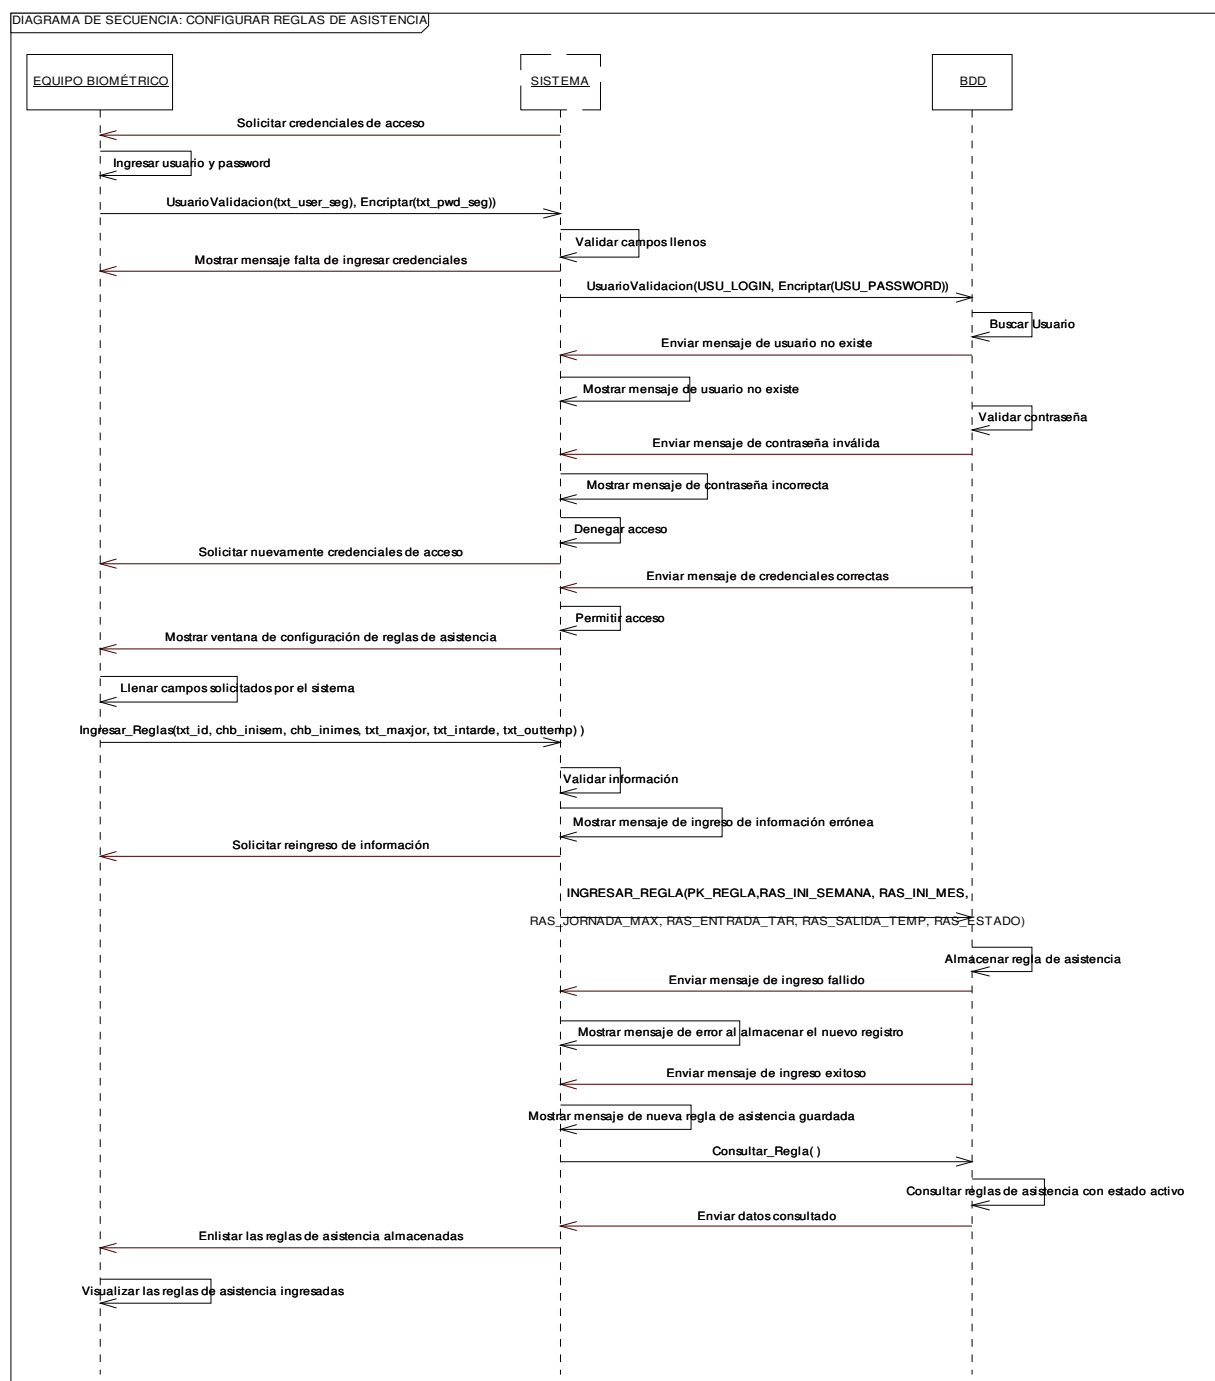 DIAGRAMA DE SECUENCIA: CONFIGURAR REGLAS DE ASISTENCIA
EQUIPO BIOMÉTRICO
SISTEMA
BDD
Solicitar credenciales de acceso
Ingresar usuario y password
UsuarioValidacion(txt_user_seg), Encriptar(txt_pwd_seg))
Validar campos llenos
Mostrar mensaje falta de ingresar credenciales
UsuarioValidacion(USU_LOGIN, Encriptar(USU_PASSWORD))
Buscar Usuario
Enviar mensaje de usuario no existe
Mostrar mensaje de usuario no existe
Validar contraseña
Enviar mensaje de contraseña inválida
Mostrar mensaje de contraseña incorrecta
Denegar acceso
Solicitar nuevamente credenciales de acceso
Enviar mensaje de credenciales correctas
Permitir acceso
Mostrar ventana de configuración de reglas de asistencia
Llenar campos solicitados por el sistema
Ingresar_Reglas(txt_id, chb_inisem, chb_inimes, txt_maxjor, txt_intarde, txt_outtemp) )
Validar información
Mostrar mensaje de ingreso de información errónea
Solicitar reingreso de información
INGRESAR_REGLA(PK_REGLA,RAS_INI_SEMANA, RAS_INI_MES,
RAS_JORNADA_MAX, RAS_ENTRADA_TAR, RAS_SALIDA_TEMP, RAS_ESTADO)
Almacenar regla de asistencia
Enviar mensaje de ingreso fallido
Mostrar mensaje de error al almacenar el nuevo registro
Enviar mensaje de ingreso exitoso
Mostrar mensaje de nueva regla de asistencia guardada
Consultar_Regla( )
Consultar reglas de asistencia con estado activo
Enviar datos consultado
Enlistar las reglas de asistencia almacenadas
Visualizar las reglas de asistencia ingresadas